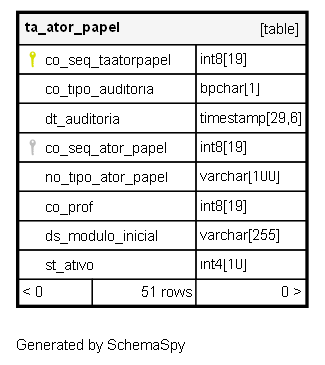 ta_ator_papel [table]
co_seq_taatorpapel int8[19]
co_tipo_auditoria bpchar[1]
dt_auditoria timestamp[29,6]
co_seq_ator_papel int8[19]
no_tipo_ator_papel varchar[100]
co_prof int8[19]
ds_modulo_inicial varchar[255]
st_ativo int4[10]
< 0 51 rows 0 >
Generated by SchemaSpy